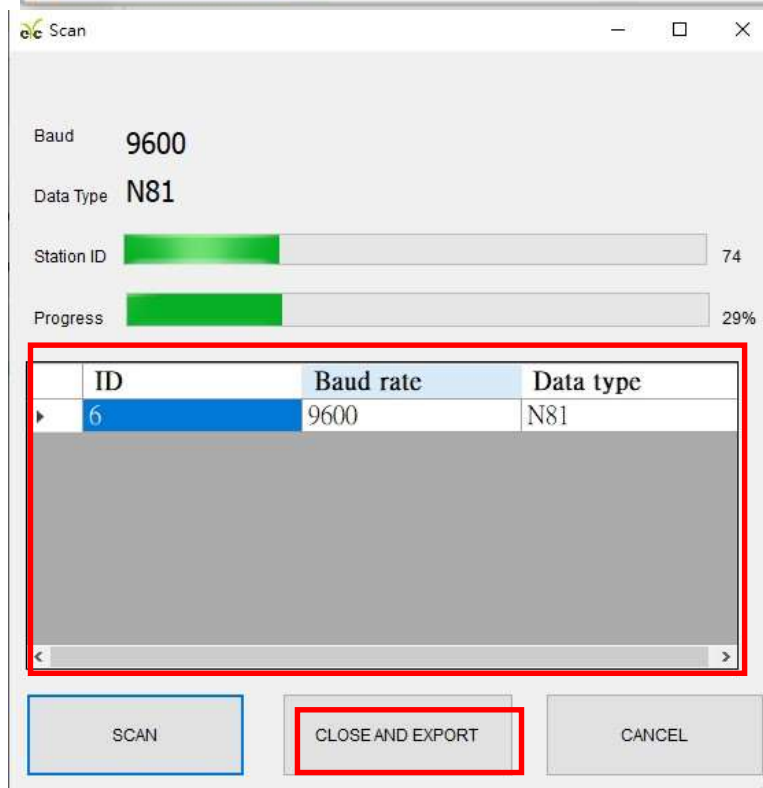 eyc Scan
Baud 9600
Data Type N81
Station ID 74
Progress 29%
ID Baud rate Data type
6 9600 N81
SCAN CLOSE AND EXPORT CANCEL